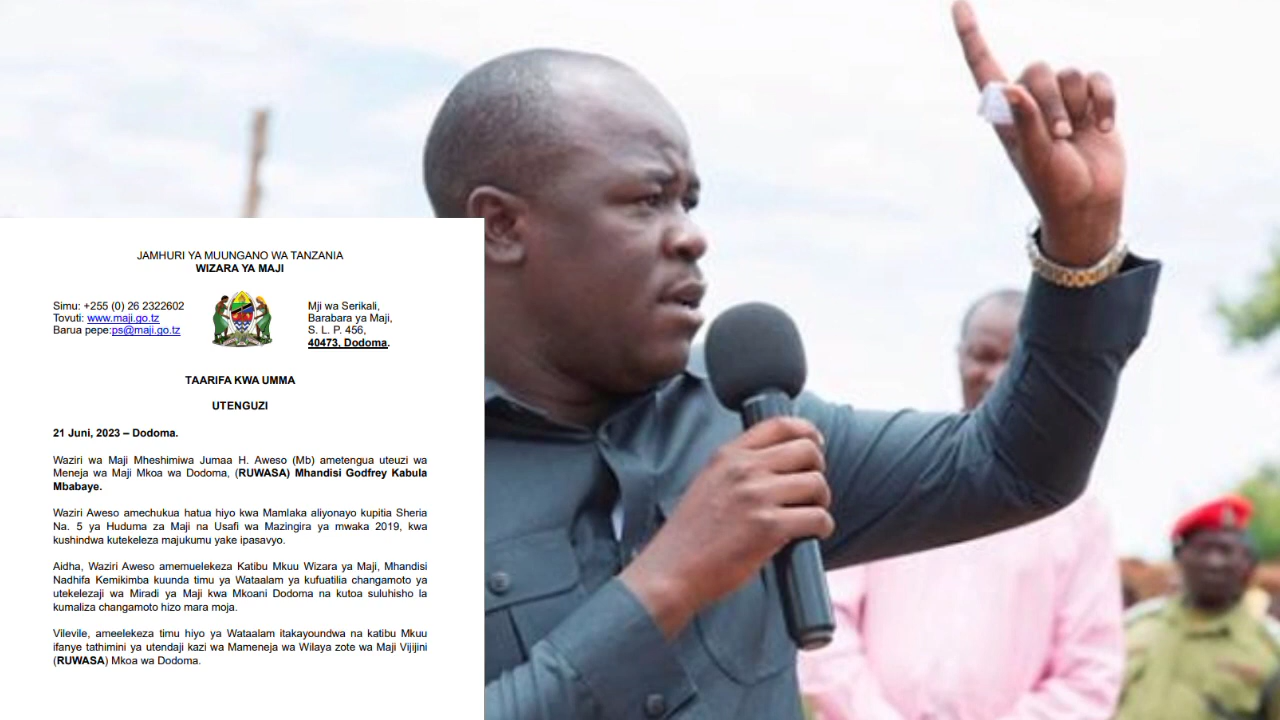 JAMHURI YA MUUNGANO WA TANZANIA
WIZARA YA MAJI
Simu: +255 (0) 26 2322602
Tovuti: www.maji.go.tz
Barua pepe:ps@maji.go.tz
Mji wa Serikali,
Barabara ya Maji,
S. L. P. 456,
40473, Dodoma.
TAARIFA KWA UMMA
UTENGUZI
21 Juni, 2023 – Dodoma.
Waziri wa Maji Mheshimiwa Jumaa H. Aweso (Mb) ametengua uteuzi wa
Meneja wa Maji Mkoa wa Dodoma, (RUWASA) Mhandisi Godfrey Kabula
Mbabaye.
Waziri Aweso amechukua hatua hiyo kwa Mamlaka aliyonayo kupitia Sheria
Na. 5 ya Huduma za Maji na Usafi wa Mazingira ya mwaka 2019, kwa
kushindwa kutekeleza majukumu yake ipasavyo.
Aidha, Waziri Aweso amemuelekeza Katibu Mkuu Wizara ya Maji, Mhandisi
Nadhifa Kemikimba kuunda timu ya Wataalam ya kufuatilia changamoto ya
utekelezaji wa Miradi ya Maji kwa Mkoani Dodoma na kutoa suluhisho la
kumaliza changamoto hizo mara moja.
Vilevile, ameelekeza timu hiyo ya Wataalam itakayoundwa na katibu Mkuu
ifanye tathimini ya utendaji kazi wa Mameneja wa Wilaya zote wa Maji Vijijini
(RUWASA) Mkoa wa Dodoma.